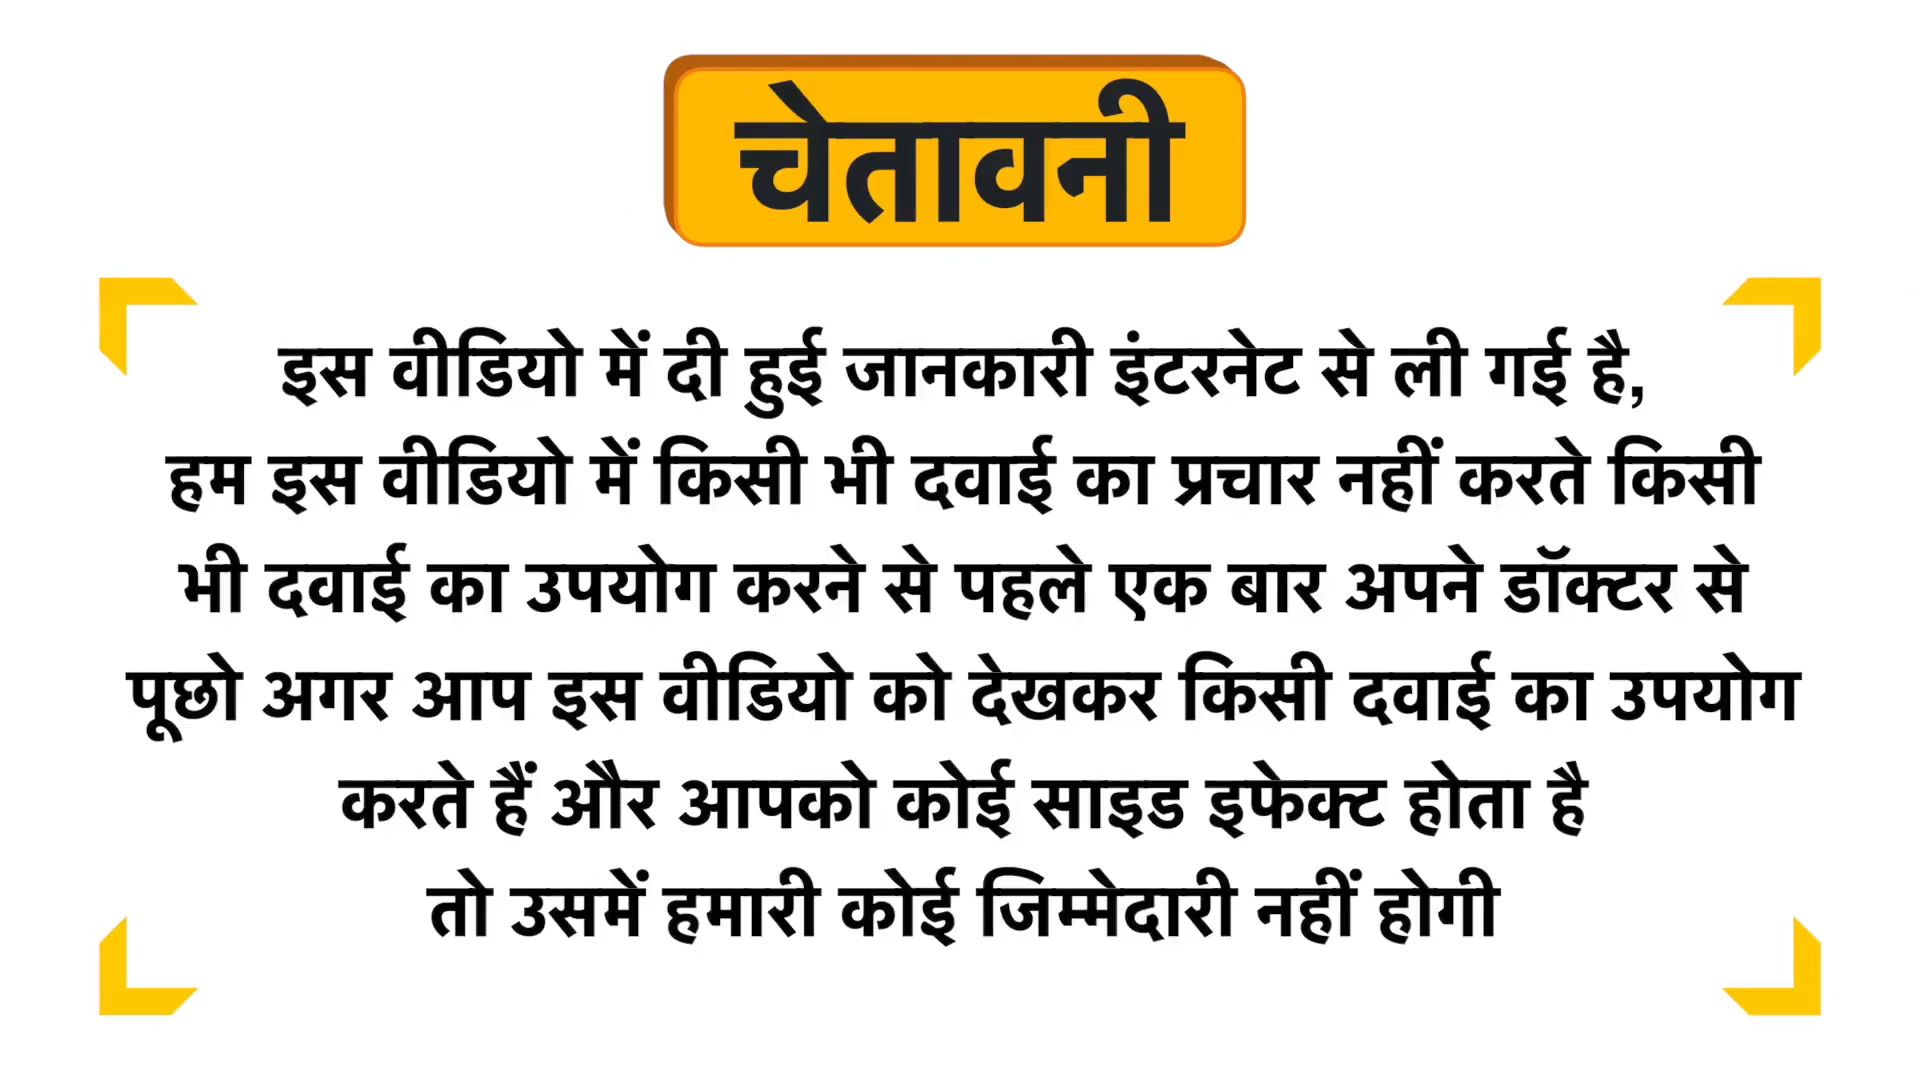 चेतावनी
इस वीडियो में दी हुई जानकारी इंटरनेट से ली गई है,
हम इस वीडियो में किसी भी दवाई का प्रचार नहीं करते किसी
भी दवाई का उपयोग करने से पहले एक बार अपने डॉक्टर से
पूछो अगर आप इस वीडियो को देखकर किसी दवाई का उपयोग
करते हैं और आपको कोई साइड इफेक्ट होता है
तो उसमें हमारी कोई जिम्मेदारी नहीं होगी